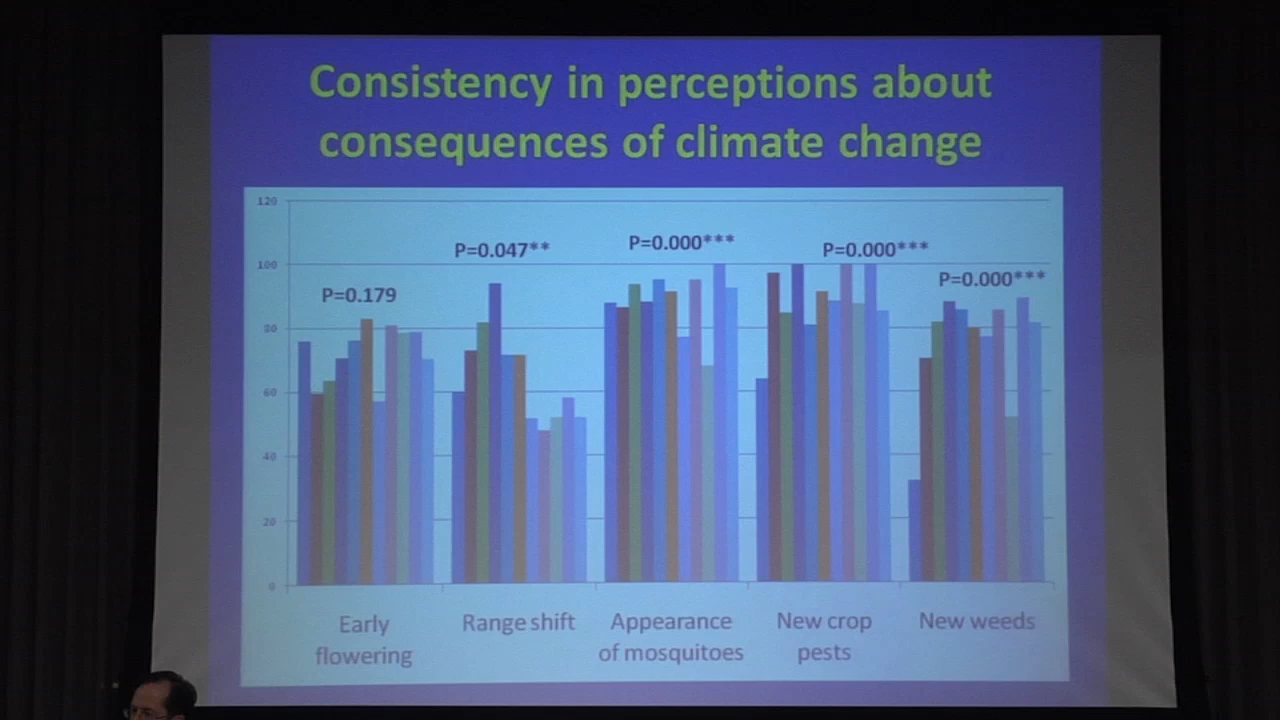 Consistency in perceptions about
consequences of climate change
120
100
80
60
40
20
0
P=0.179
P=0.047**
P=0.000***
P=0.000***
P=0.000***
Early
flowering
Range shift
Appearance
of mosquitoes
New crop
pests
New weeds